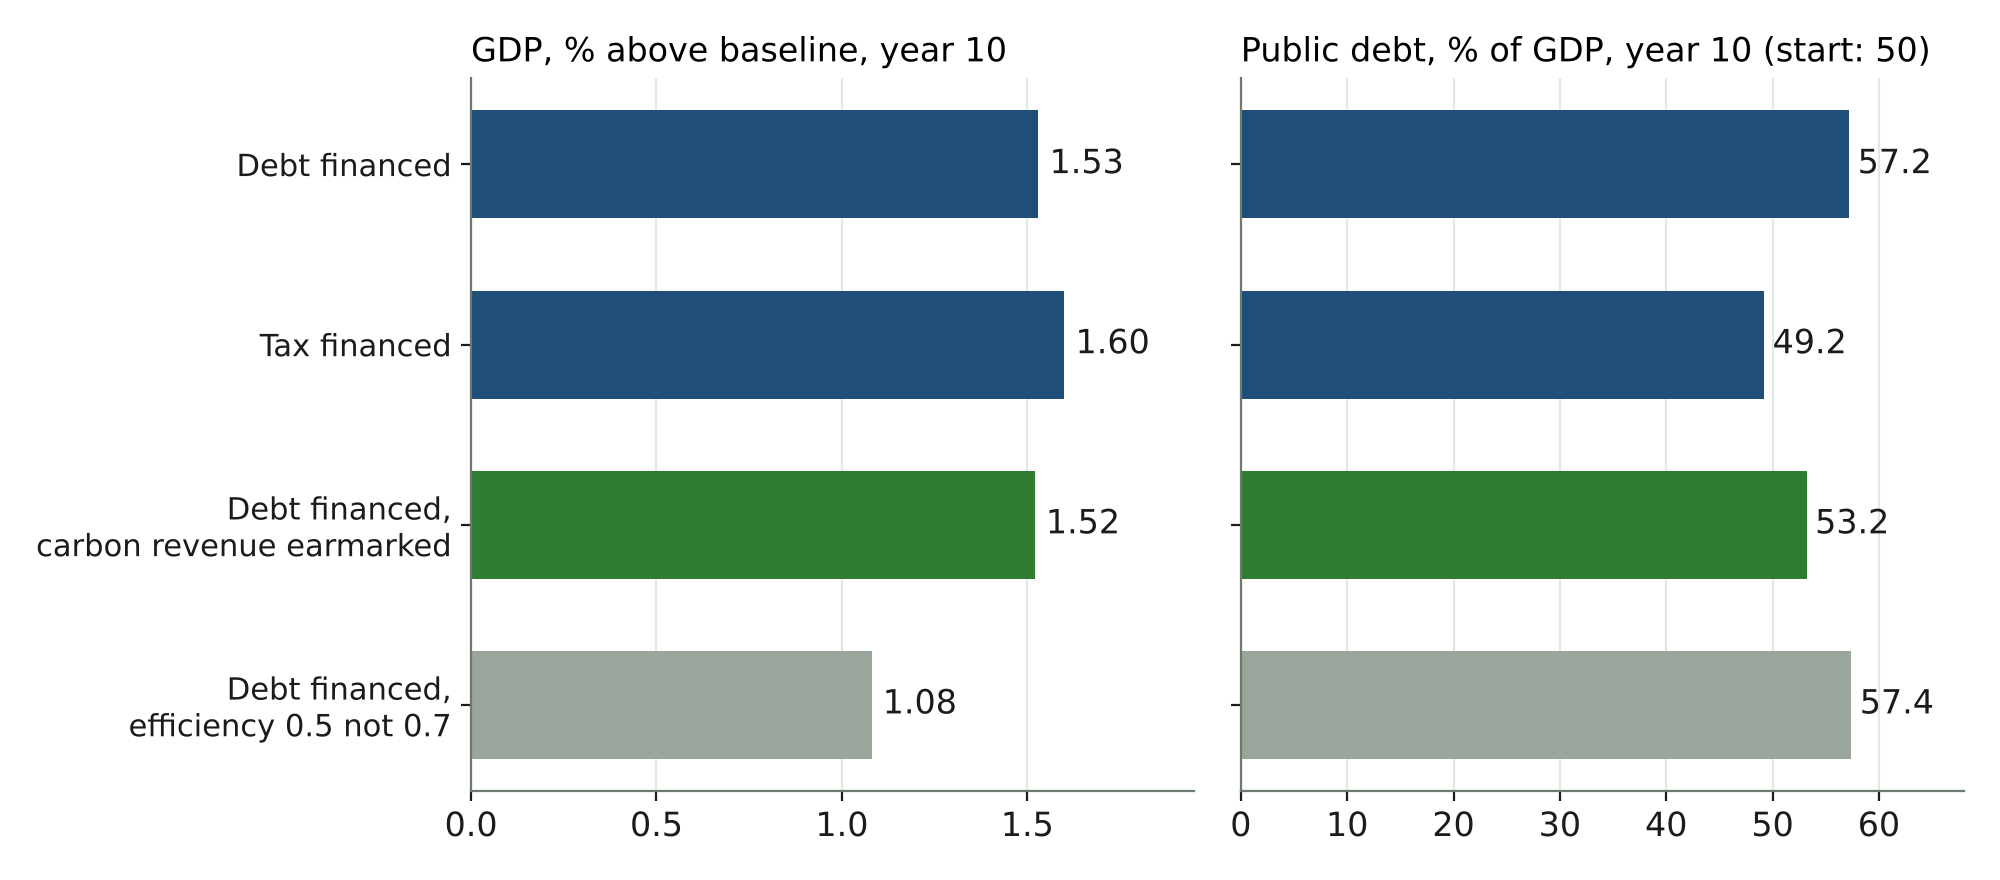 GDP, % above baseline, year 10
Debt financed
1.53
Tax financed
1.60
Debt financed,
carbon revenue earmarked
1.52
Debt financed,
efficiency 0.5 not 0.7
1.08
0.0 0.5 1.0 1.5
Public debt, % of GDP, year 10 (start: 50)
57.2
49.2
53.2
57.4
0 10 20 30 40 50 60